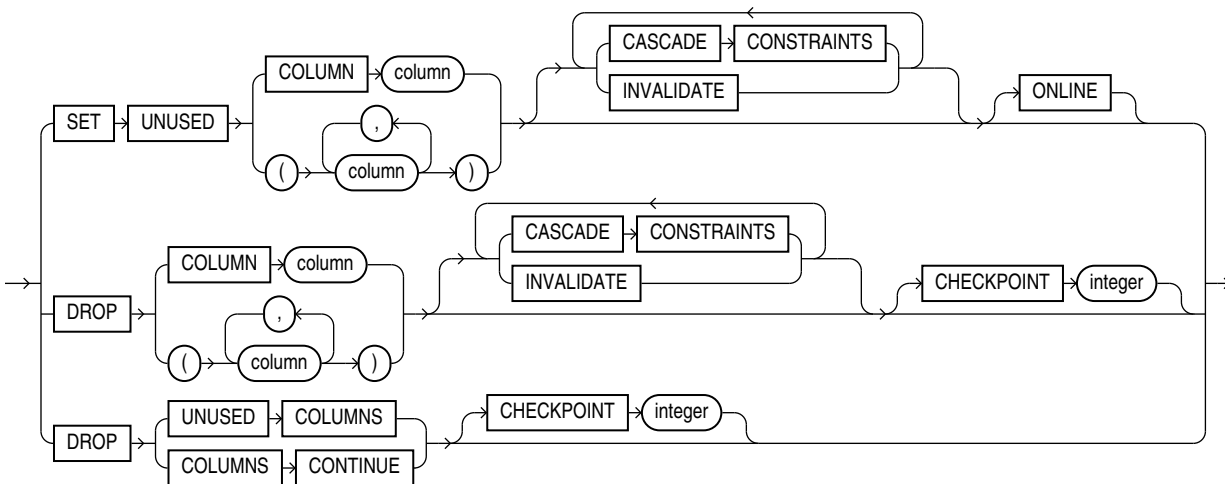 CASCADE CONSTRAINTS
COLUMN column
INVALIDATE
ONLINE
SET UNUSED
,
( column )
CASCADE CONSTRAINTS
COLUMN column
INVALIDATE
CHECKPOINT integer
DROP
,
( column )
UNUSED COLUMNS
CHECKPOINT integer
DROP
COLUMNS CONTINUE